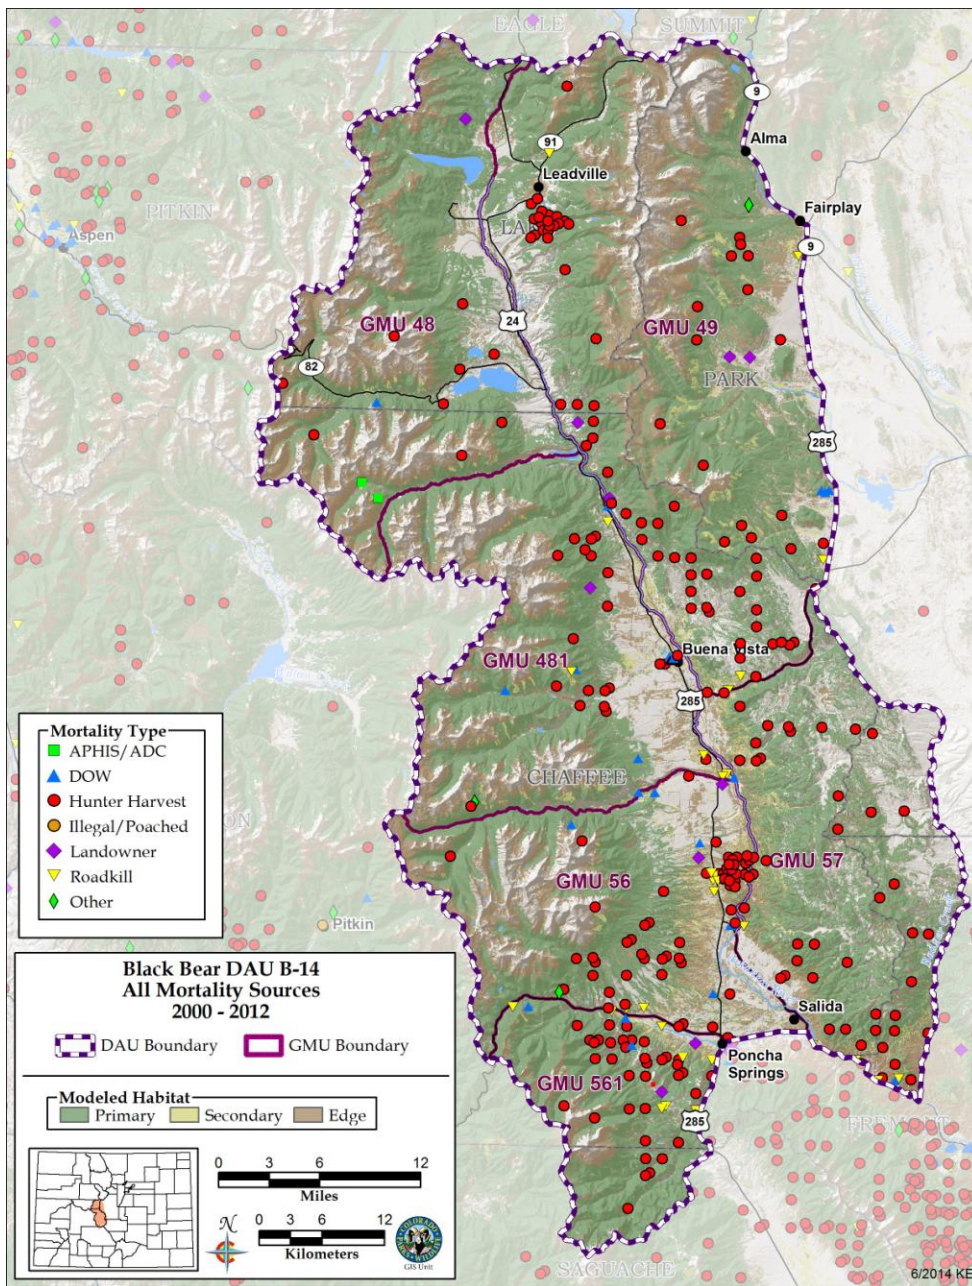 EAGLE
SUMMIT
9
Alma
91
Leadville
Fairplay
9
PITKIN
Aspen
GMU 48
24
GMU 49
82
PARK
285
Buena Vista
GMU 481
285
CHAFFEE
GMU 57
GMU 56
Pitkin
Salida
Poncha
Springs
GMU 561
285
FREMONT
SAGUACHE
Mortality Type
APHIS/ADC
DOW
Hunter Harvest
Illegal/Poached
Landowner
Roadkill
Other
Black Bear DAU B-14
All Mortality Sources
2000 - 2012
DAU Boundary
GMU Boundary
Modeled Habitat
Primary
Secondary
Edge
0 3 6 12
Miles
N
0 3 6 12
Kilometers
COLORADO
PARKS
WILDLIFE
GIS Unit
6/2014 KE